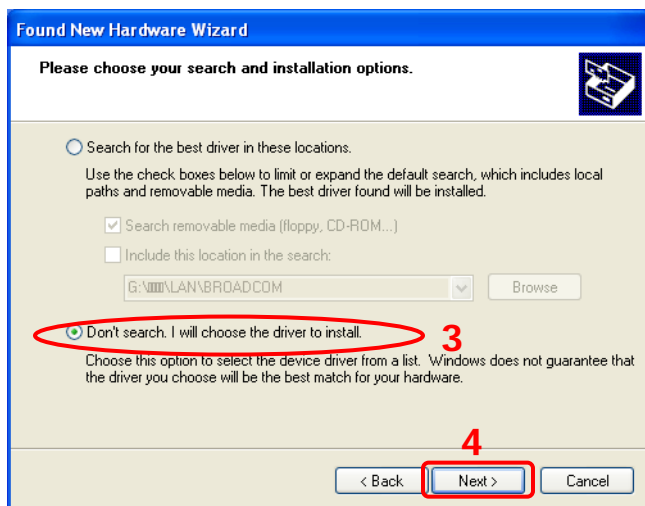 Found New Hardware Wizard
Please choose your search and installation options.
Search for the best driver in these locations.
Use the check boxes below to limit or expand the default search, which includes local
paths and removable media. The best driver found will be installed.
Search removable media (floppy, CD-ROM...)
Include this location in the search:
\LAN\BROADCOM
Browse
Don't search. I will choose the driver to install.
3
Choose this option to select the device driver from a list. Windows does not guarantee that
the driver you choose will be the best match for your hardware.
4
< Back
Next >
Cancel